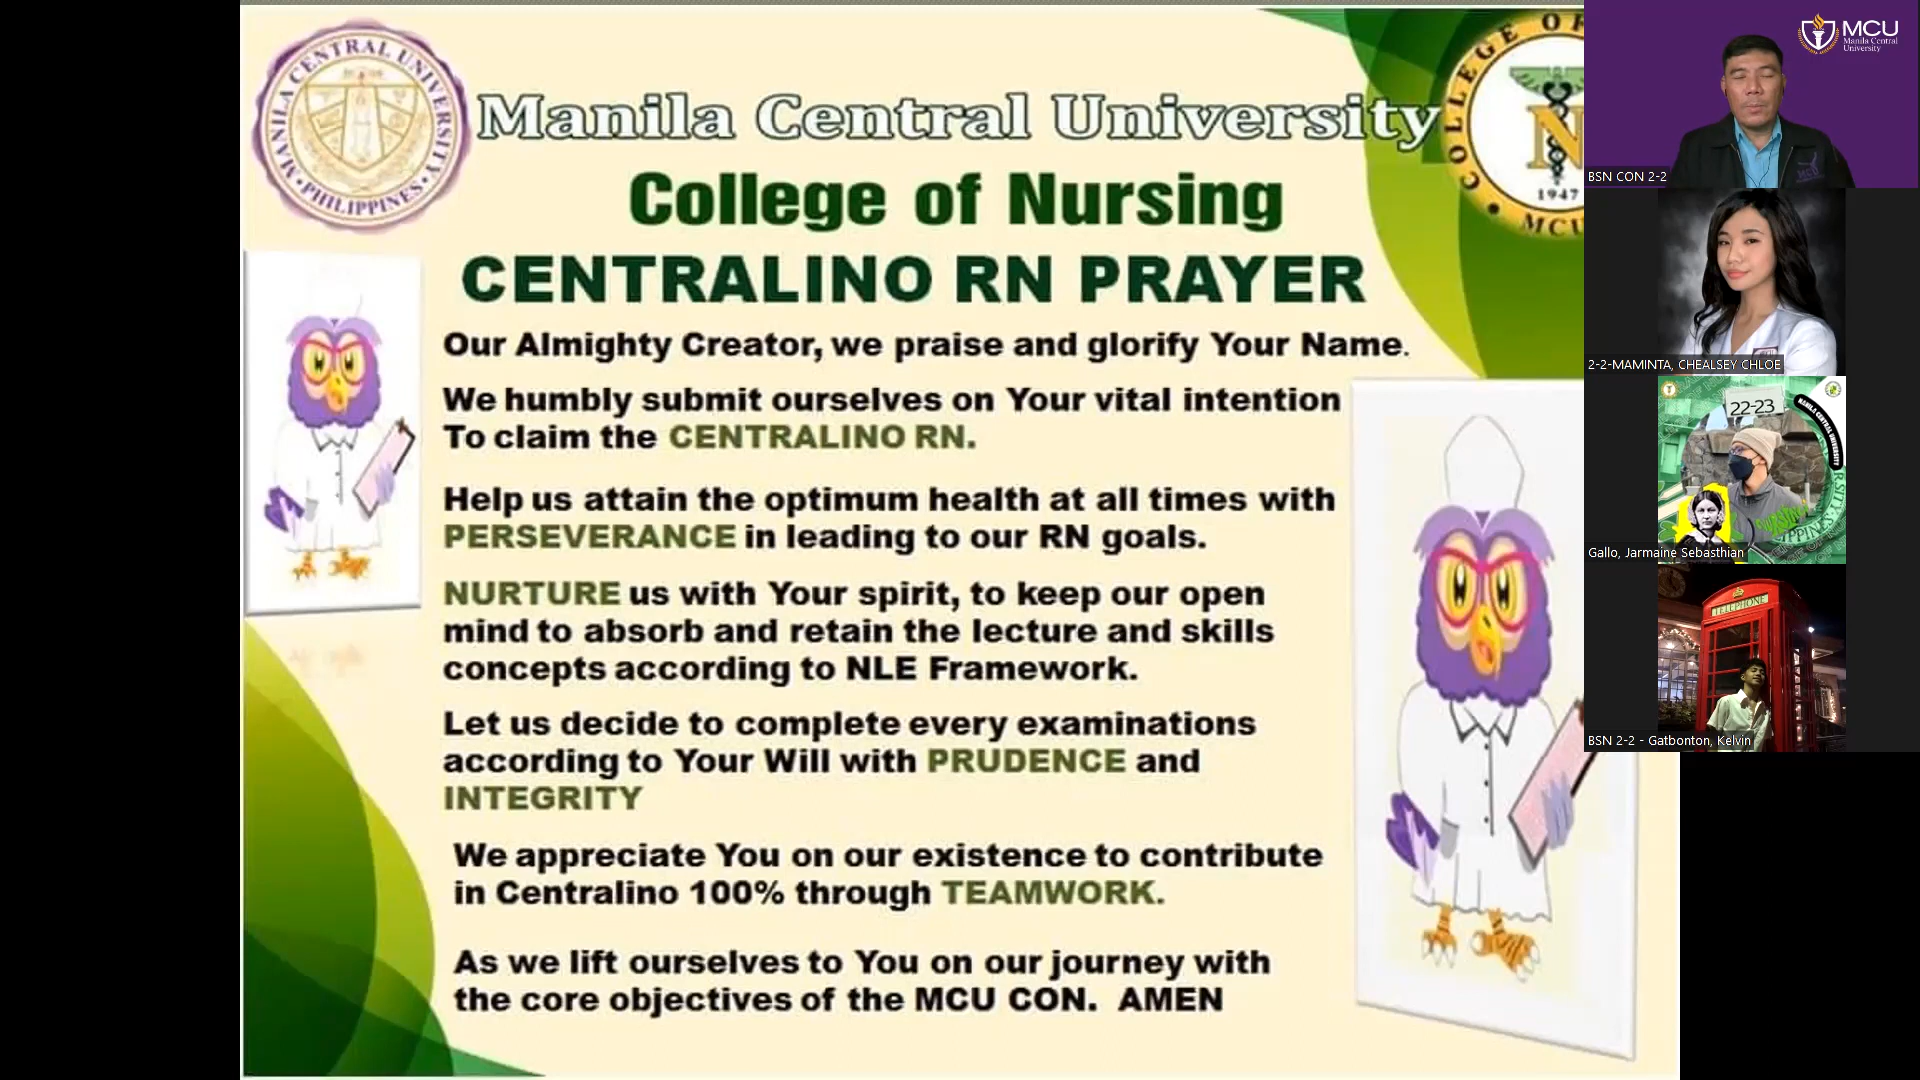 MANILA CENTRAL UNIVERSITY
• PHILIPPINES •
Manila Central University
College of Nursing
CENTRALINO RN PRAYER
Our Almighty Creator, we praise and glorify Your Name.
We humbly submit ourselves on Your vital intention
To claim the CENTRALINO RN.
Help us attain the optimum health at all times with
PERSEVERANCE in leading to our RN goals.
NURTURE us with Your spirit, to keep our open
mind to absorb and retain the lecture and skills
concepts according to NLE Framework.
Let us decide to complete every examinations
according to Your Will with PRUDENCE and
INTEGRITY
We appreciate You on our existence to contribute
in Centralino 100% through TEAMWORK.
As we lift ourselves to You on our journey with
the core objectives of the MCU CON. AMEN
COLLEGE OF
N
1947
MCU
MCU
Manila Central
University
BSN CON 2-2
2-2-MAMINTA, CHEALSEY CHLOE
22-23
MANILA CENTRAL UNIVERSITY
Gallo, Jarmaine Sebasthian
TELEPHONE
BSN 2-2 - Gatbonton, Kelvin